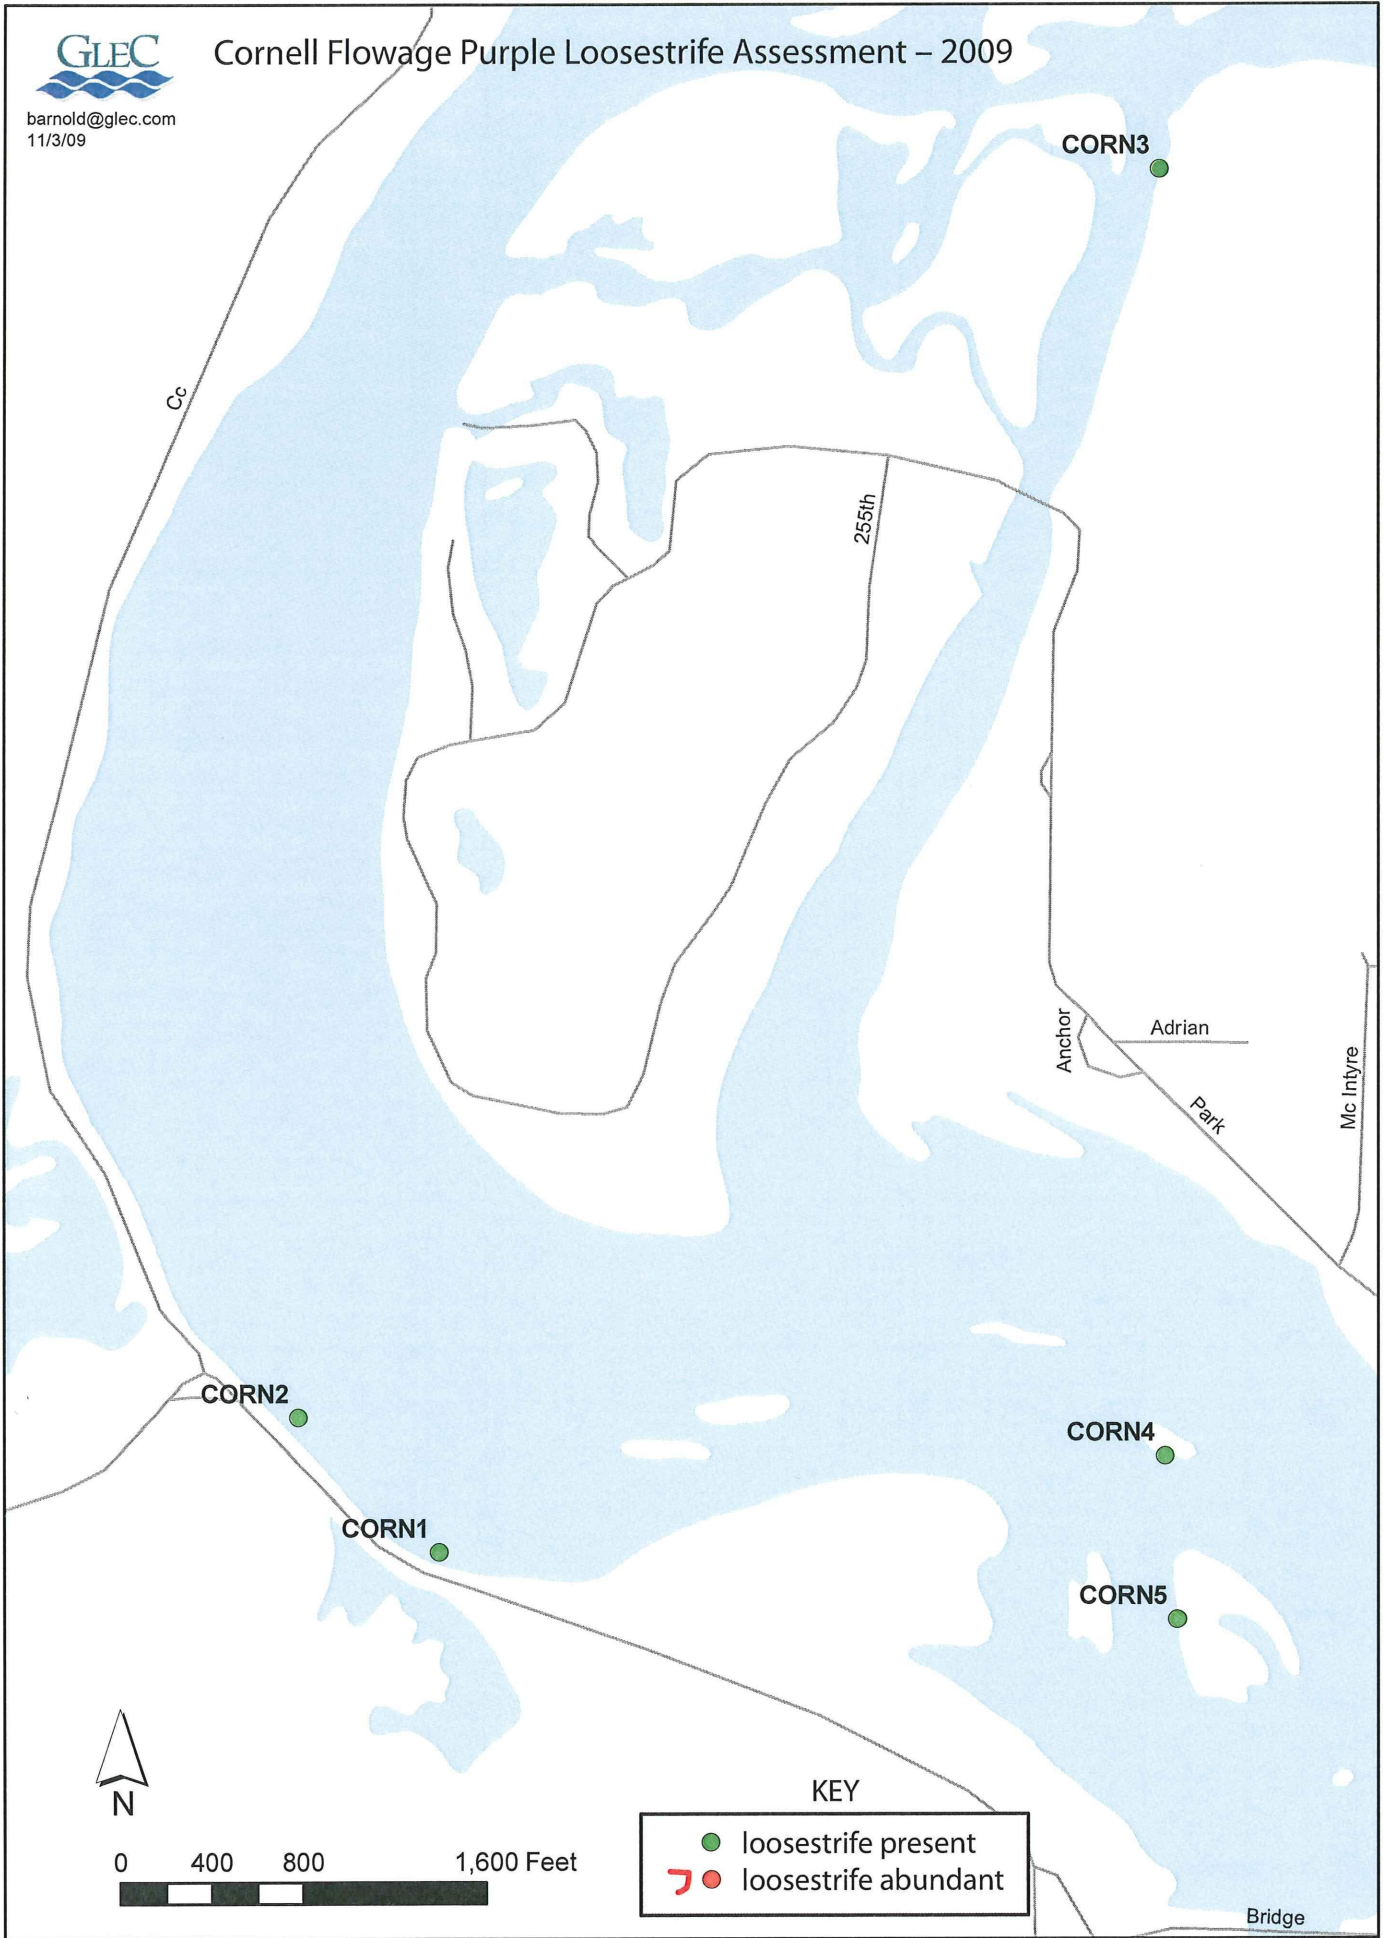 GLEC
Cornell Flowage Purple Loosestrife Assessment – 2009
barnold@glec.com
11/3/09
CORN3
Cc
255th
Anchor
Adrian
Mc Intyre
Park
CORN2
CORN4
CORN1
CORN5
N
KEY
loosestrife present
loosestrife abundant
0 400 800 1,600 Feet
Bridge